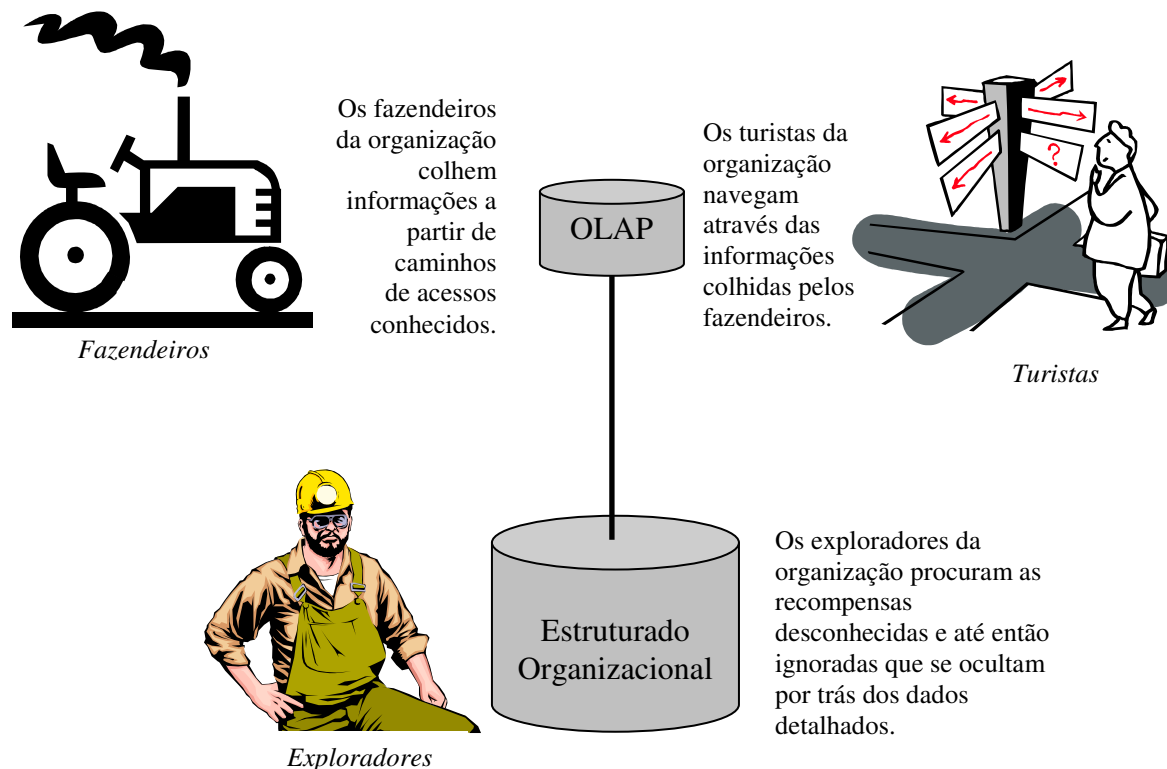 Os fazendeiros
da organização
colhem
informações a
partir de
caminhos
de acessos
conhecidos.
Fazendeiros
OLAP
Os turistas da
organização
navegam
através das
informações
colhidas pelos
fazendeiros.
?
Turistas
Exploradores
Estruturado
Organizacional
Os exploradores da
organização procuram as
recompensas
desconhecidas e até então
ignoradas que se ocultam
por trás dos dados
detalhados.